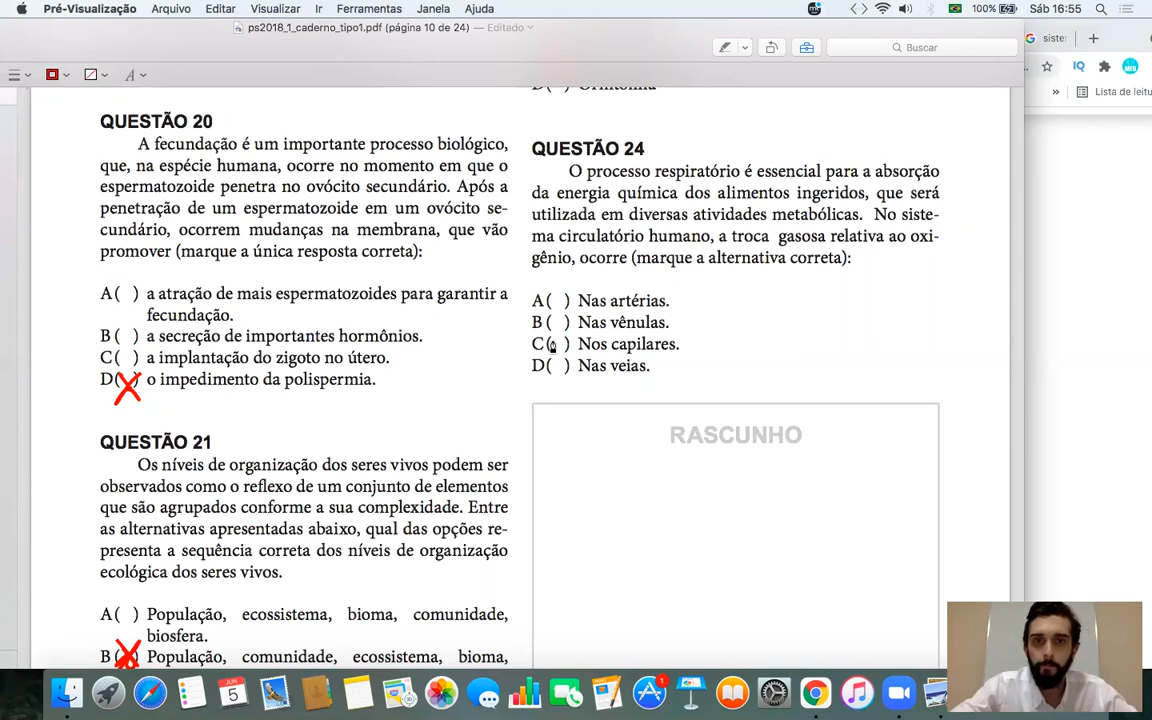 Pré-Visualização Arquivo Editar Visualizar Ir Ferramentas Janela Ajuda
100% Sáb 16:55
ps2018_1_caderno_tipo1.pdf (página 10 de 24) — Editado
Buscar
siste
IQ
Lista de leitu
QUESTÃO 20
A fecundação é um importante processo biológico,
que, na espécie humana, ocorre no momento em que o
espermatozoide penetra no ovócito secundário. Após a
penetração de um espermatozoide em um ovócito se-
cundário, ocorrem mudanças na membrana, que vão
promover (marque a única resposta correta):
A ( ) a atração de mais espermatozoides para garantir a
fecundação.
B ( ) a secreção de importantes hormônios.
C ( ) a implantação do zigoto no útero.
D ( ) o impedimento da polispermia.
QUESTÃO 21
Os níveis de organização dos seres vivos podem ser
observados como o reflexo de um conjunto de elementos
que são agrupados conforme a sua complexidade. Entre
as alternativas apresentadas abaixo, qual das opções re-
presenta a sequência correta dos níveis de organização
ecológica dos seres vivos.
A ( ) População, ecossistema, bioma, comunidade,
biosfera.
B ( ) População, comunidade, ecossistema, bioma,
QUESTÃO 24
O processo respiratório é essencial para a absorção
da energia química dos alimentos ingeridos, que será
utilizada em diversas atividades metabólicas. No siste-
ma circulatório humano, a troca gasosa relativa ao oxi-
gênio, ocorre (marque a alternativa correta):
A ( ) Nas artérias.
B ( ) Nas vênulas.
C ( ) Nos capilares.
D ( ) Nas veias.
RASCUNHO
JUN
5
1